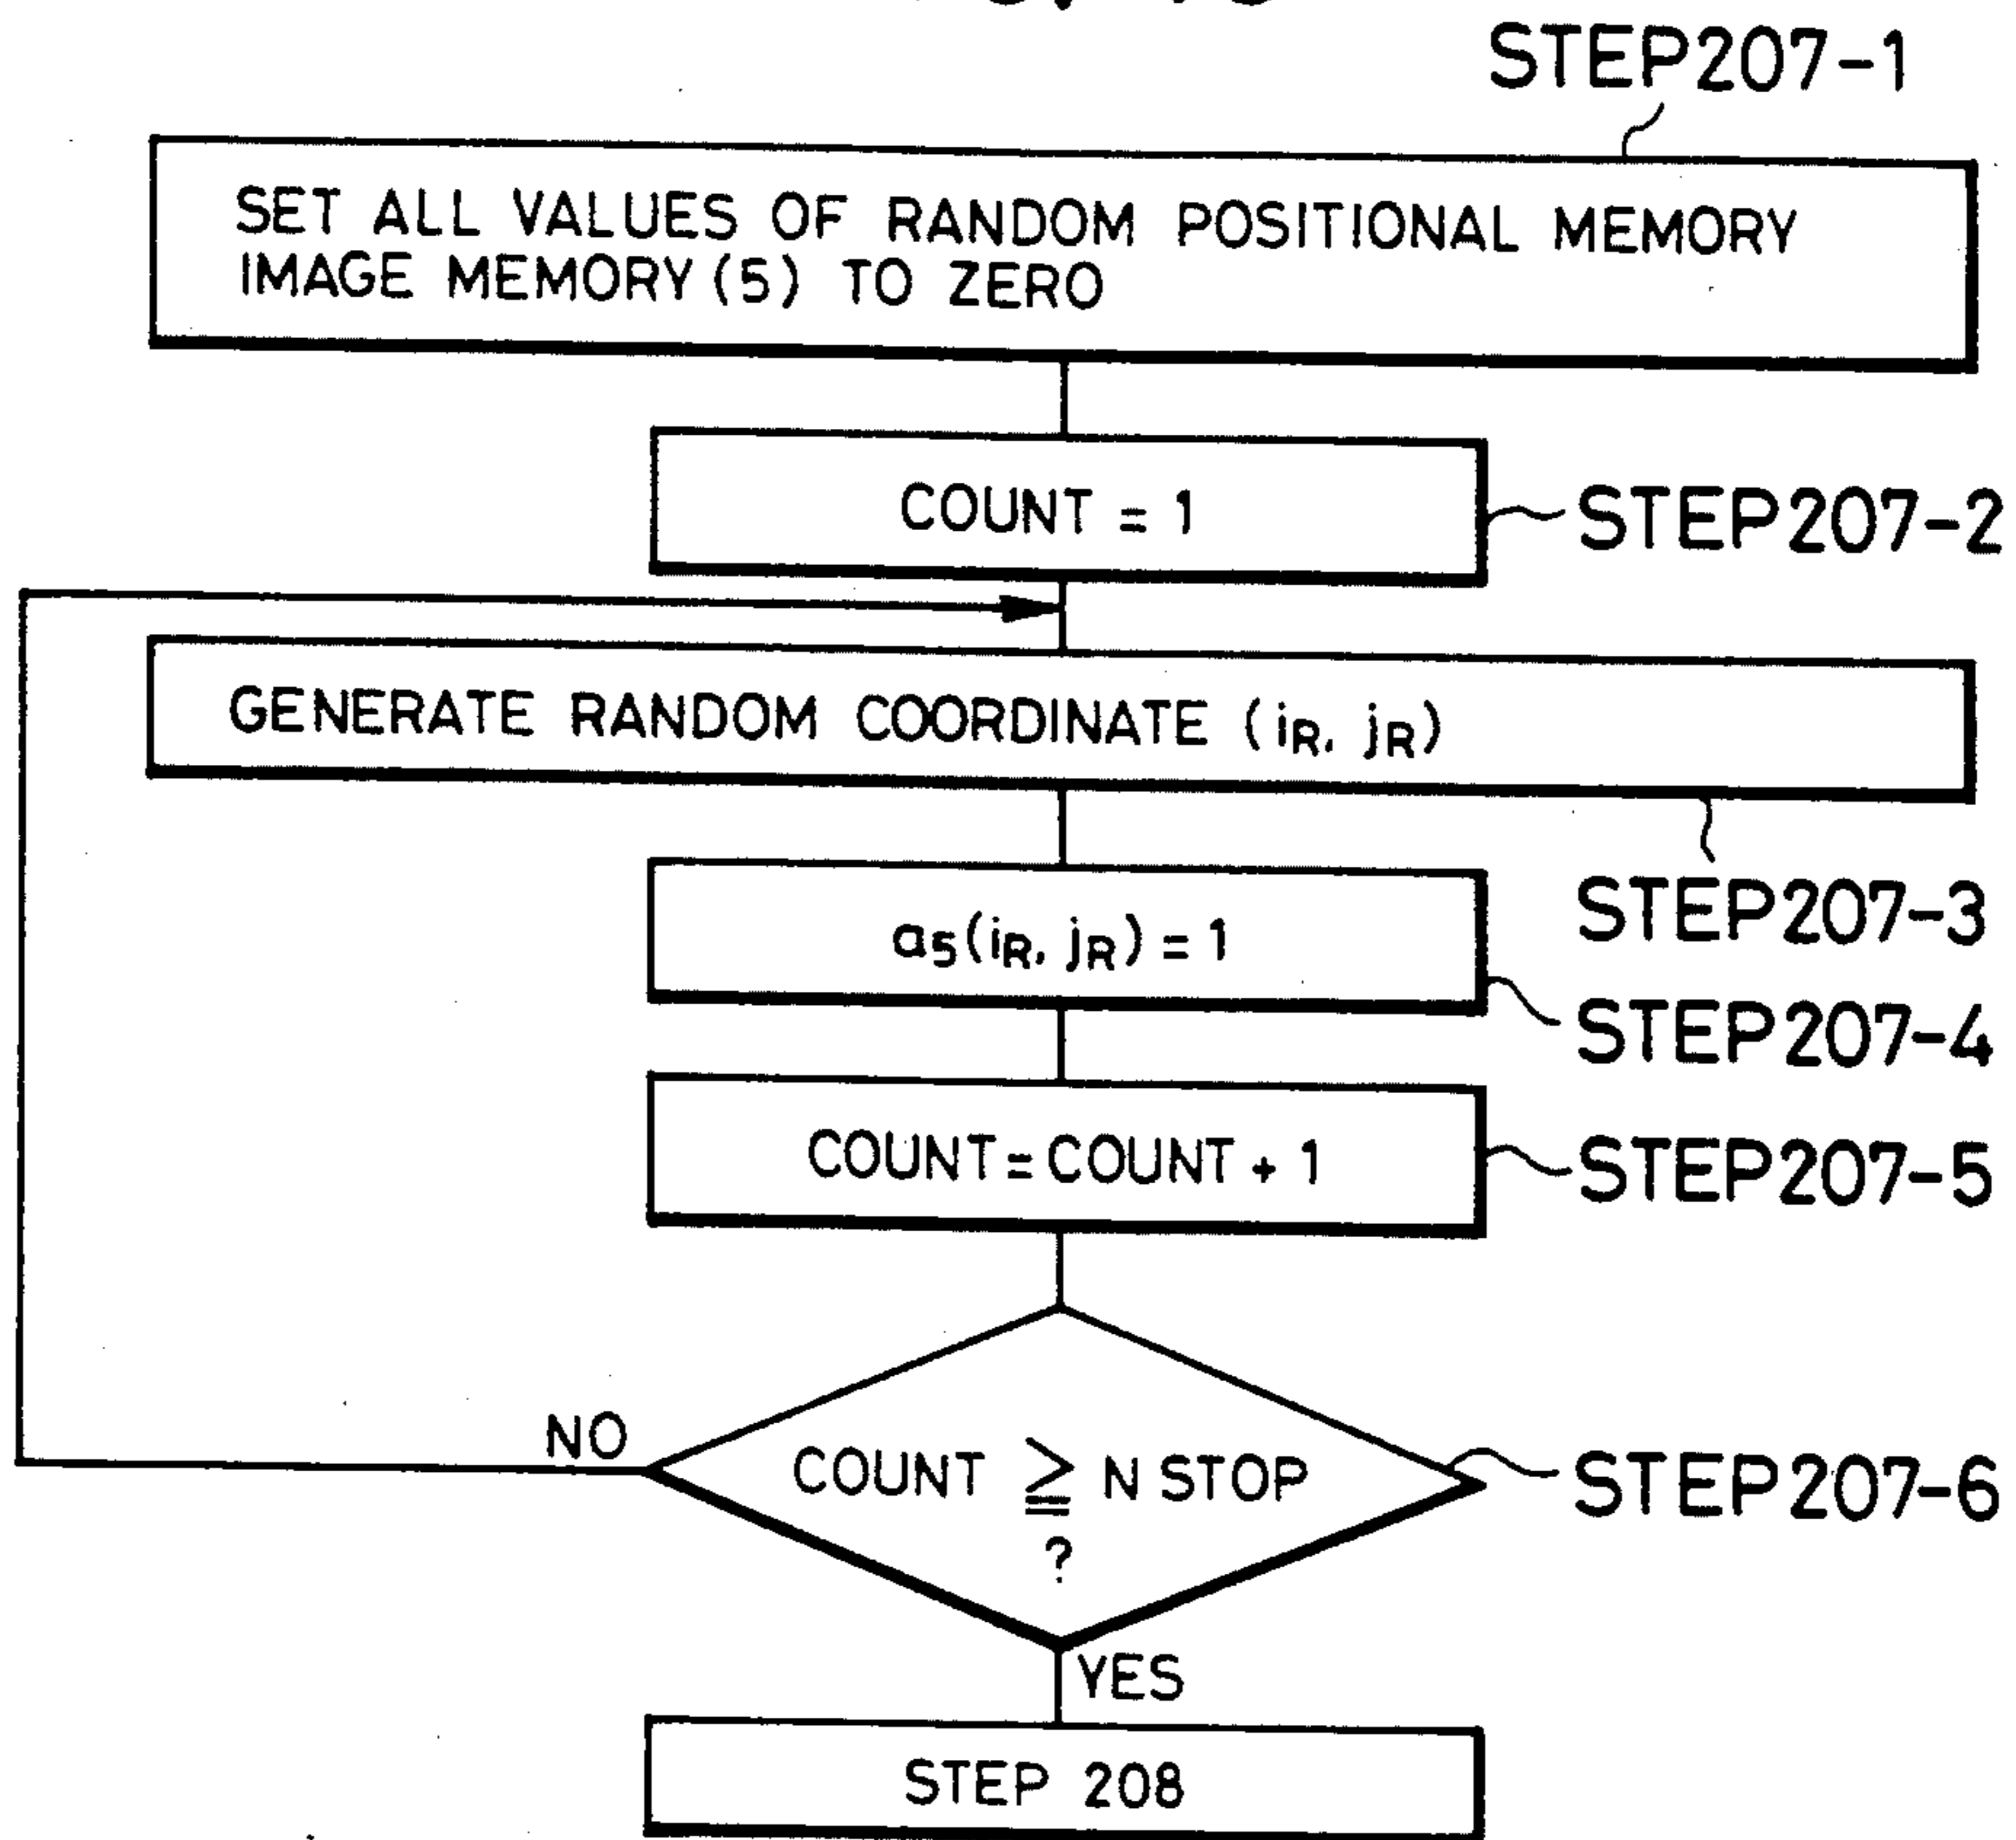 STEP207-1
SET ALL VALUES OF RANDOM POSITIONAL MEMORY
IMAGE MEMORY(5) TO ZERO
COUNT = 1
STEP207-2
GENERATE RANDOM COORDINATE (iR, jR)
STEP207-3
a5(iR, jR) = 1
STEP207-4
COUNT = COUNT + 1
STEP207-5
NO
COUNT ≧ N STOP
?
STEP207-6
YES
STEP 208